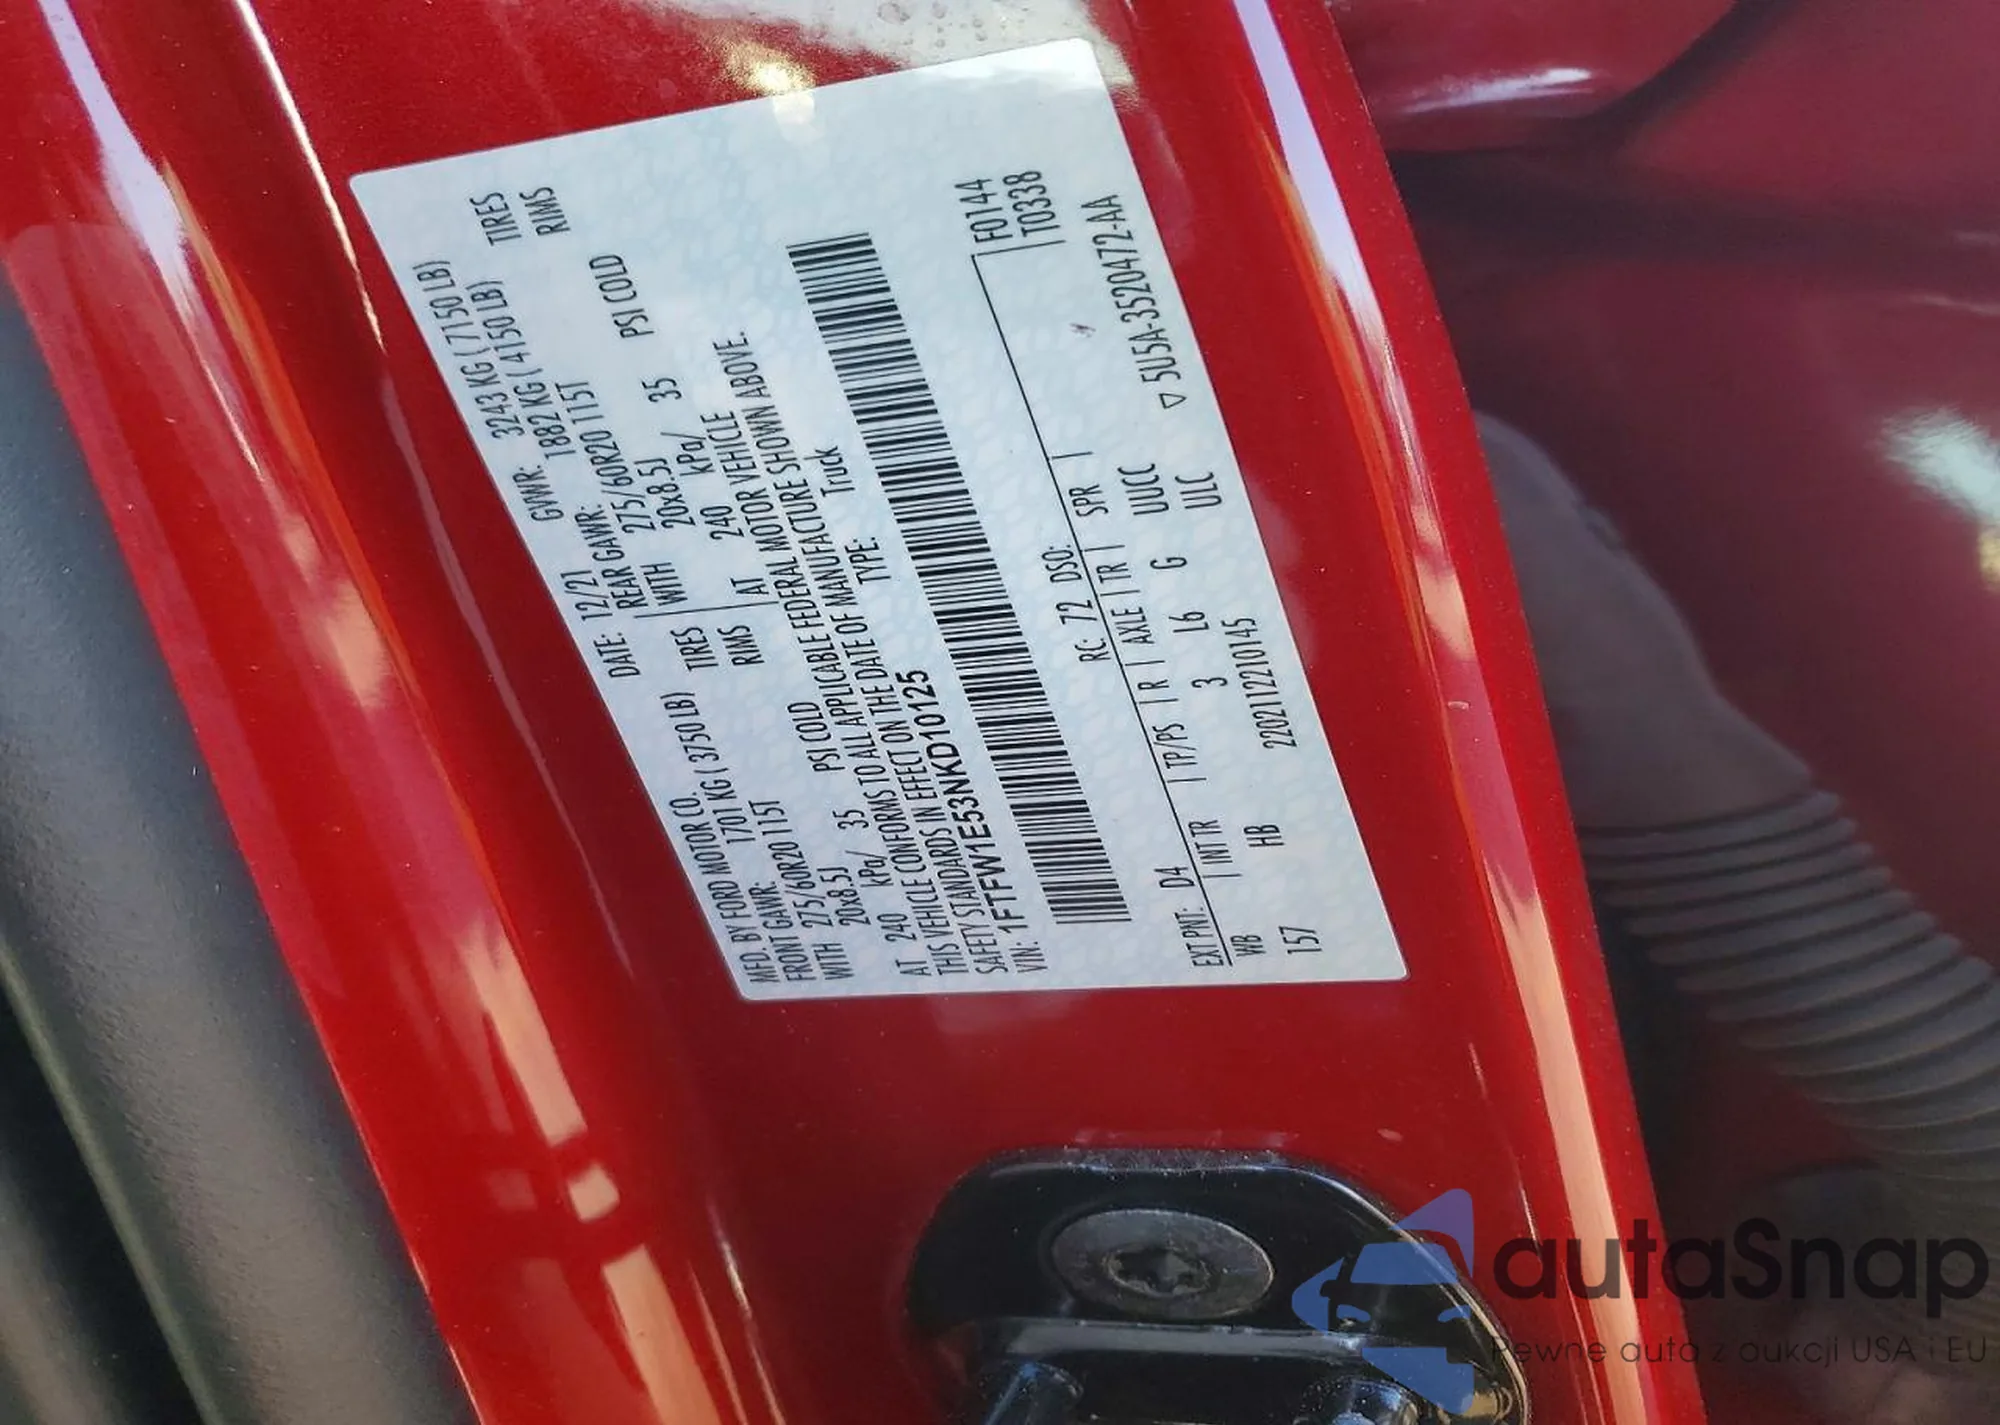 MFD. BY FORD MOTOR CO.
DATE: 12/21 GVWR: 3243 KG ( 7150 LB)
FRONT GAWR: 1701 KG ( 3750 LB) REAR GAWR: 1882 KG ( 4150 LB)
WITH 275/60R20 115T TIRES WITH 275/60R20 115T TIRES
20x8.5J RIMS 20x8.5J RIMS
AT 240 kPa/ 35 PSI COLD AT 240 kPa/ 35 PSI COLD
THIS VEHICLE CONFORMS TO ALL APPLICABLE FEDERAL MOTOR VEHICLE
SAFETY STANDARDS IN EFFECT ON THE DATE OF MANUFACTURE SHOWN ABOVE.
VIN: 1FTFW1E53NKD10125 TYPE: Truck
F0144
T0338
EXT PNT: D4 RC: 72 DSO:
WB INT TR TP/PS R AXLE TR SPR
157 HB 3 L6 G UUCC
ULC
2202112210145
▽ 5U5A-3520472-AA
autaSnap
Pewne auta z aukcji USA i EU